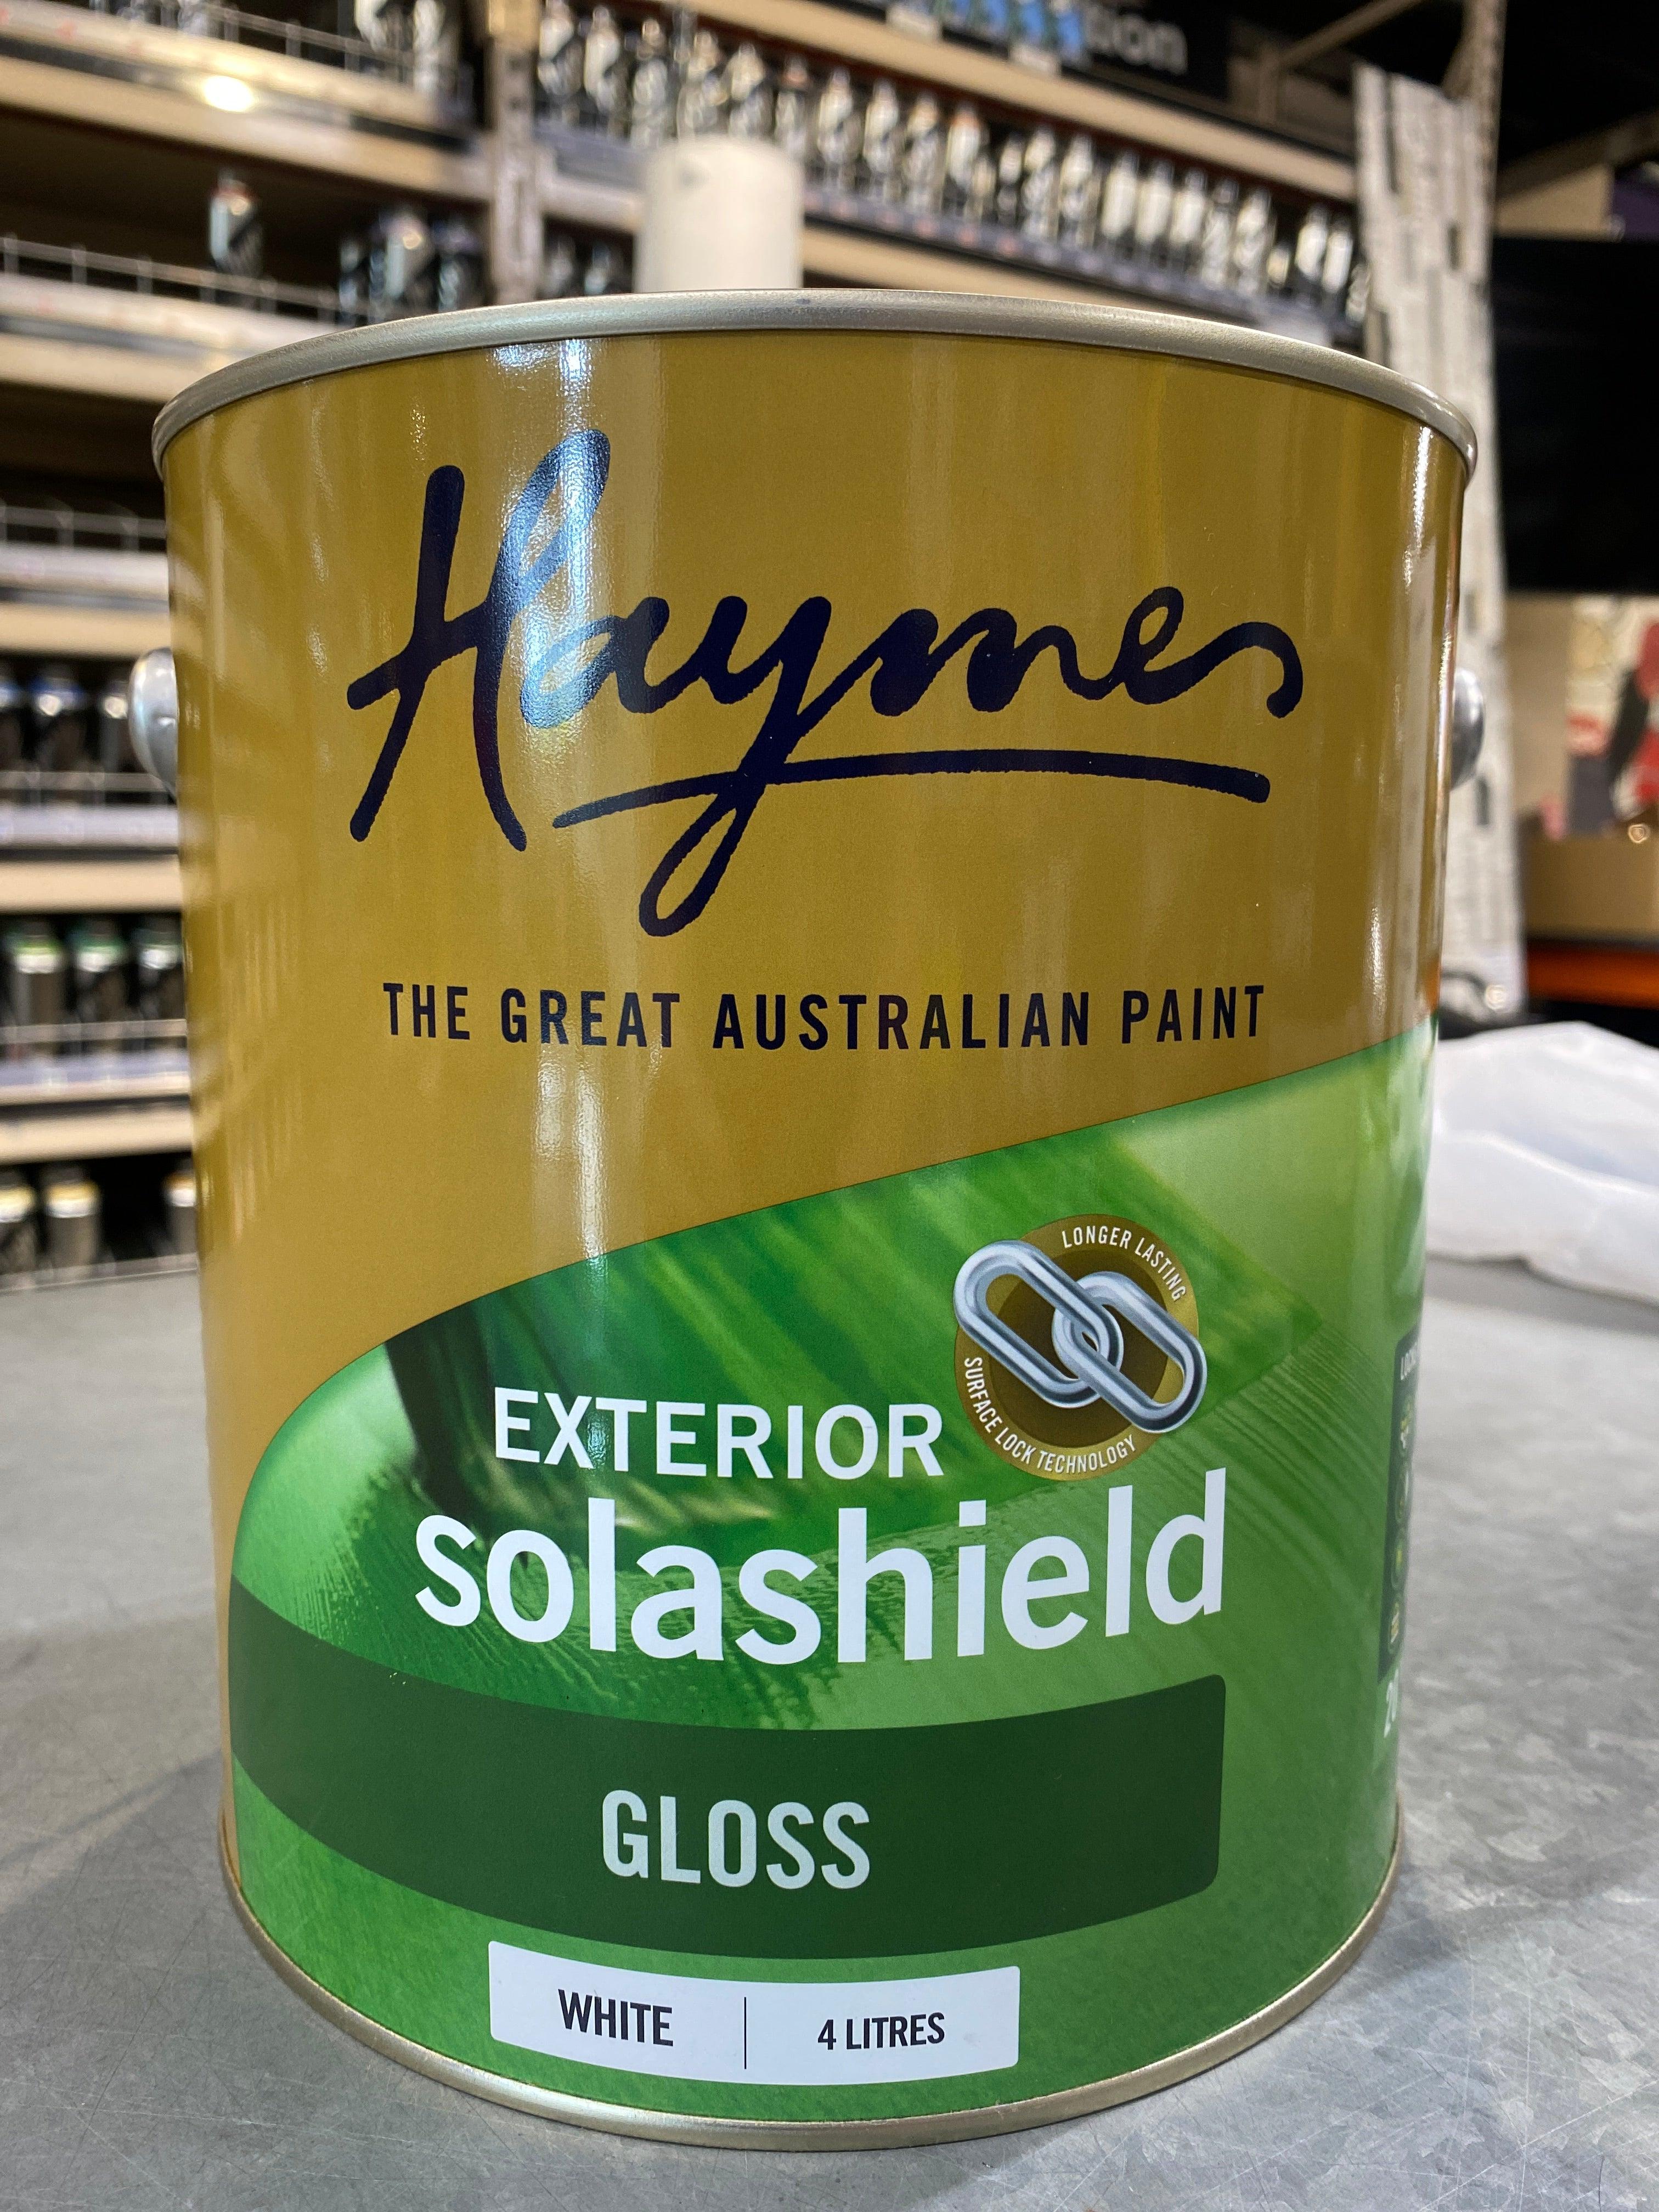 Haymes
THE GREAT AUSTRALIAN PAINT
LONGER LASTING
SURFACE LOCK TECHNOLOGY
EXTERIOR
solashield
GLOSS
WHITE | 4 LITRES